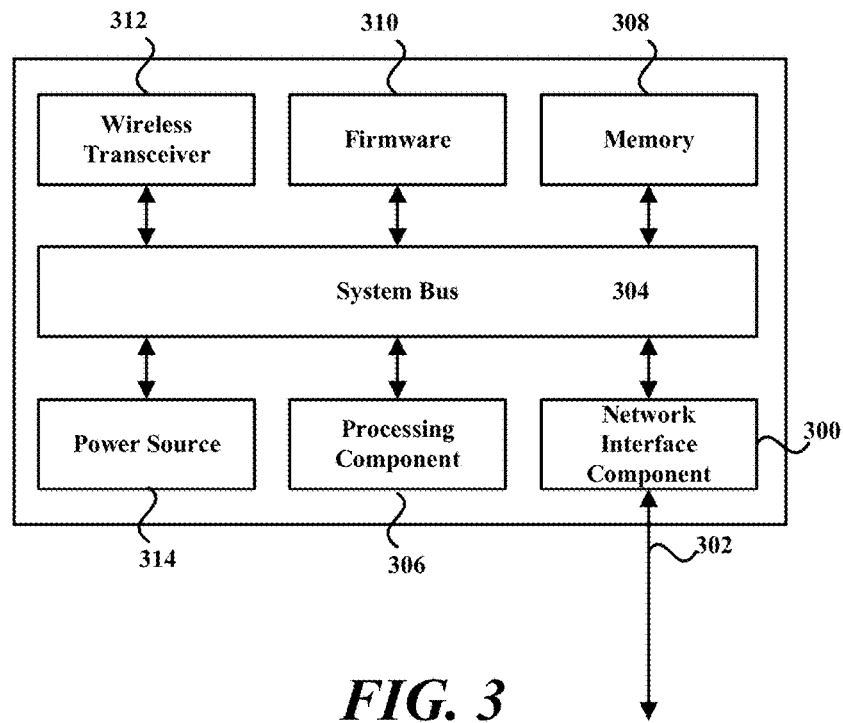 312
310
308
Wireless
Transceiver
Firmware
Memory
System Bus
304
Power Source
Processing
Component
Network
Interface
Component
300
314
306
302
FIG. 3